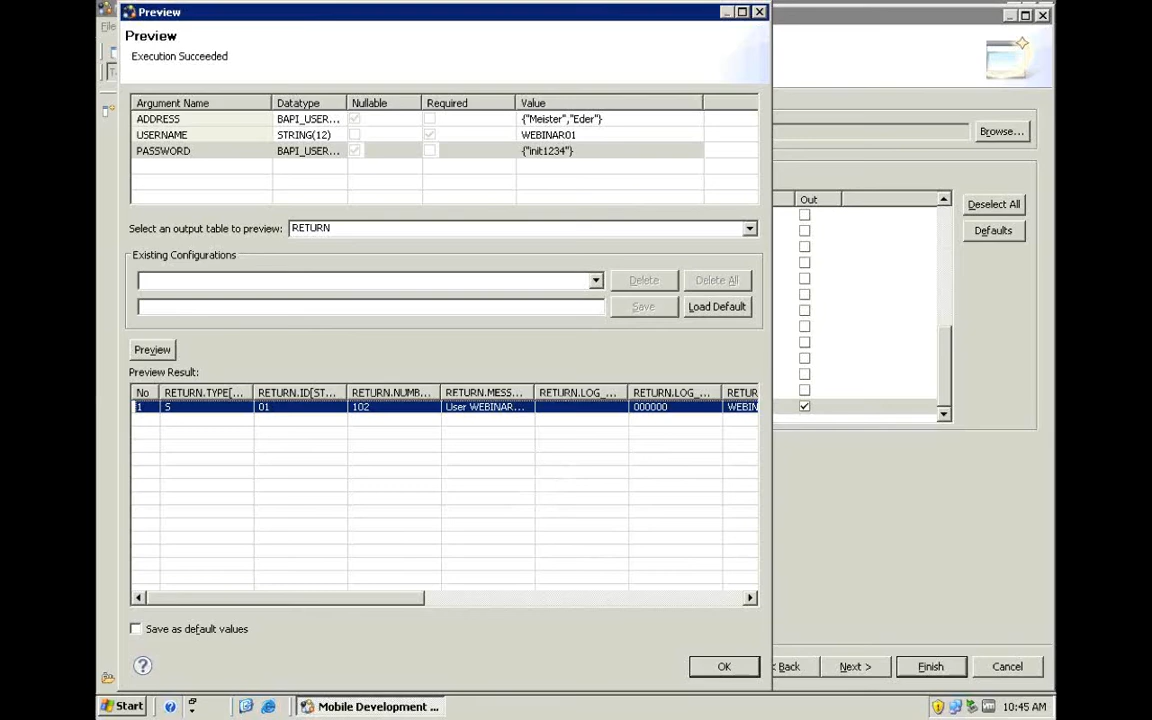 Preview
Preview
Execution Succeeded
File
Argument Name Datatype Nullable Required Value
ADDRESS BAPI_USER... {"Meister","Eder"}
USERNAME STRING(12) WEBINAR01
PASSWORD BAPI_USER... {"init1234"}
Browse...
Out
Deselect All
Defaults
Select an output table to preview: RETURN
Existing Configurations
Delete Delete All
Save Load Default
Preview
Preview Result:
No RETURN.TYPE[... RETURN.ID[ST... RETURN.NUMB... RETURN.MESS... RETURN.LOG_... RETURN.LOG_... RETUR
1 S 01 102 User WEBINAR... 000000 WEBIN
Save as default values
OK
< Back Next > Finish Cancel
Start Mobile Development ... 10:45 AM